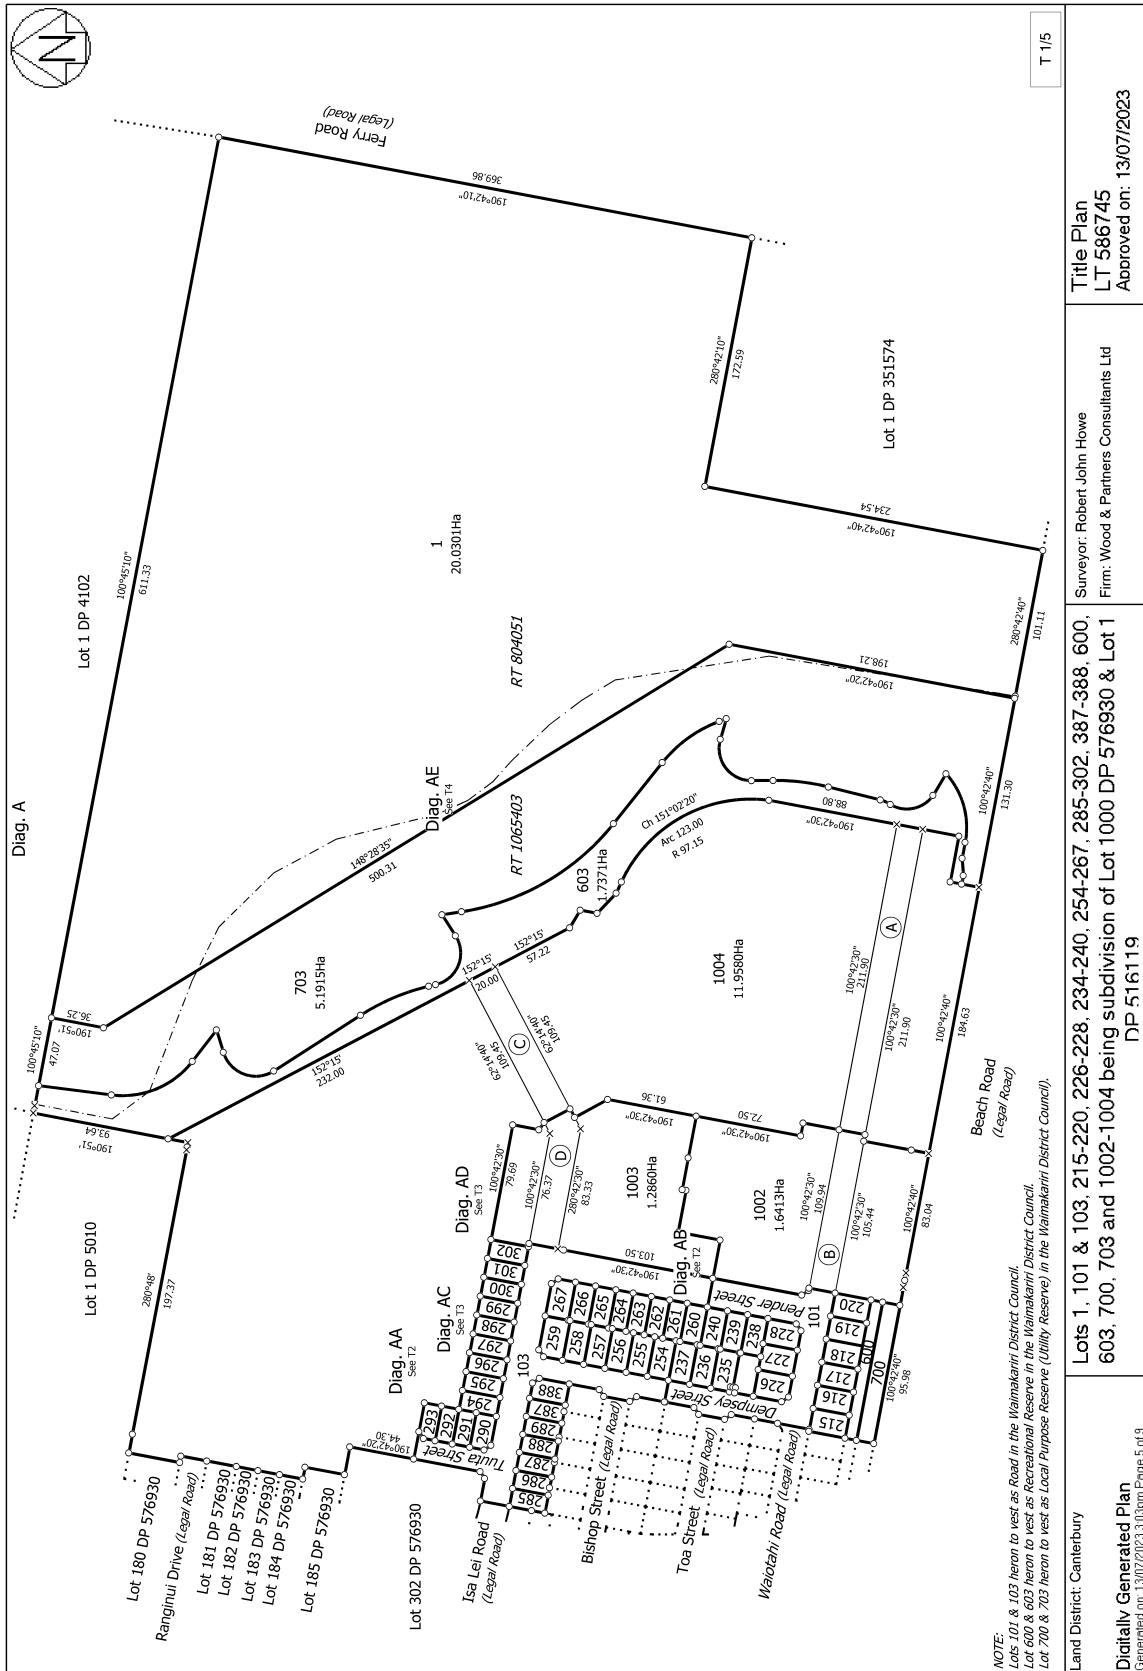 Diag. A
N
T 1/5
Ferry Road
(Legal Road)
369.86
190°42'10"
Lot 1 DP 4102
100°45'10"
611.33
1
20.0301Ha
280°42'10"
172.59
Lot 1 DP 351574
190°42'40"
234.54
280°42'40"
101.11
RT 804051
RT 1065403
190°42'20"
198.21
Diag. AE
See T4
148°28'35"
500.31
100°42'40"
131.30
Ch 151°02'20"
Arc 123.00
R 97.15
190°42'30"
88.80
603
1.7371Ha
703
5.1915Ha
190°51'
36.25
100°45'10"
47.07
190°51'
93.64
152°15'
232.00
152°15'
20.00
152°15'
57.22
1004
11.9580Ha
A
100°42'30"
211.90
100°42'30"
211.90
100°42'40"
184.63
C
62°14'40"
109.45
62°14'40"
109.45
Beach Road
(Legal Road)
190°42'30"
61.36
190°42'30"
72.50
Lot 1 DP 5010
280°48'
197.37
Diag. AD
See T3
100°42'30"
79.69
100°42'30"
76.37
D
280°42'30"
83.33
1003
1.2860Ha
1002
1.6413Ha
100°42'30"
109.94
B
100°42'30"
105.44
100°42'40"
83.04
190°42'30"
103.50
Diag. AB
See T2
Diag. AC
See T3
Diag. AA
See T2
302
301
300
299
298
297
296
295
294
293
292
291
290
103
267
266
265
264
263
262
261
260
240
239
238
228
259
258
257
256
255
254
237
236
235
227
226
Pender Street
101
220
219
218
217
216
215
600
700
100°42'40"
95.98
Dempsey Street
Tuuta Street
388
387
289
288
287
286
285
190°42'20"
44.30
Lot 180 DP 576930
Ranginui Drive (Legal Road)
Lot 181 DP 576930
Lot 182 DP 576930
Lot 183 DP 576930
Lot 184 DP 576930
Lot 185 DP 576930
Lot 302 DP 576930
Isa Lei Road
(Legal Road)
Bishop Street (Legal Road)
Toa Street (Legal Road)
Waiotahi Road (Legal Road)
NOTE:
Lots 101 & 103 heron to vest as Road in the Waimakariri District Council.
Lot 600 & 603 heron to vest as Recreational Reserve in the Waimakariri District Council.
Lot 700 & 703 heron to vest as Local Purpose Reserve (Utility Reserve) in the Waimakariri District Council).
Land District: Canterbury
Digitally Generated Plan
Generated on: 13/07/2023 3:03pm Page 5 of 9
Lots 1, 101 & 103, 215-220, 226-228, 234-240, 254-267, 285-302, 387-388, 600,
603, 700, 703 and 1002-1004 being subdivision of Lot 1000 DP 576930 & Lot 1
DP 516119
Surveyor: Robert John Howe
Firm: Wood & Partners Consultants Ltd
Title Plan
LT 586745
Approved on: 13/07/2023